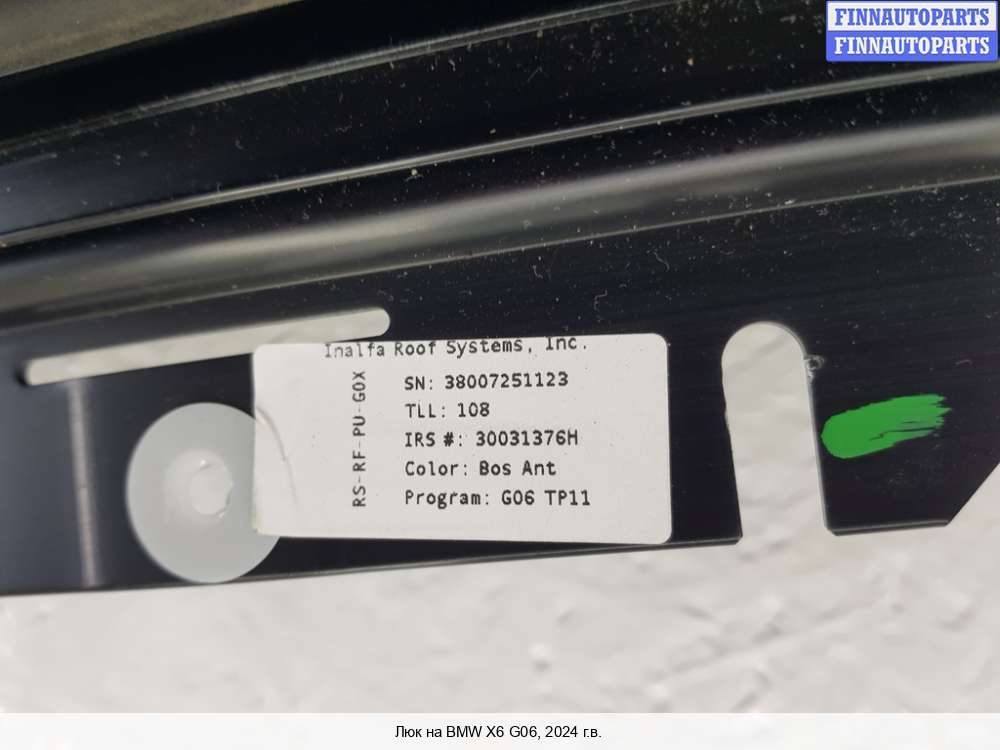 FINNAUTOPARTS
FINNAUTOPARTS
Inalfa Roof Systems, Inc.
RS-RF-PU-G0X
SN: 38007251123
TLL: 108
IRS #: 30031376H
Color: Bos Ant
Program: G06 TP11
Люк на BMW X6 G06, 2024 г.в.